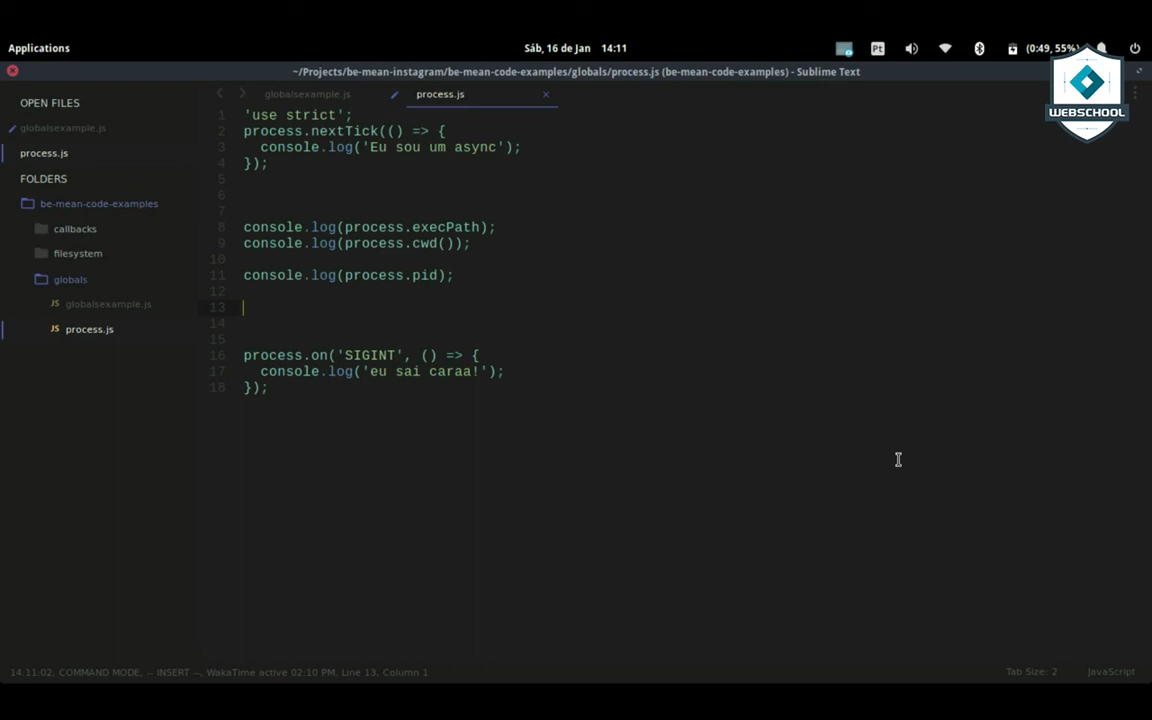 Applications
Sáb, 16 de Jan 14:11
Pt
(0:49, 55%)
~/Projects/be-mean-instagram/be-mean-code-examples/globals/process.js (be-mean-code-examples) - Sublime Text
WEBSCHOOL
OPEN FILES
globalsexample.js
process.js
FOLDERS
be-mean-code-examples
callbacks
filesystem
globals
JS globalsexample.js
JS process.js
globalsexample.js
process.js
1 'use strict';
2 process.nextTick(() => {
3 console.log('Eu sou um async');
4 });
5
6
7
8 console.log(process.execPath);
9 console.log(process.cwd());
10
11 console.log(process.pid);
12
13
14
15
16 process.on('SIGINT', () => {
17 console.log('eu sai caraa!');
18 });
14:11:02, COMMAND MODE, -- INSERT --, WakaTime active 02:10 PM, Line 13, Column 1
Tab Size: 2
JavaScript